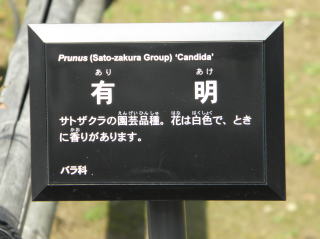 Prunus (Sato-zakura Group) ‘Candida’
あり あけ
有 明
えんげいひんしゅ はな はくしょく
サトザクラの園芸品種。花は白色で、とき
かお
に香りがあります。
バラ科